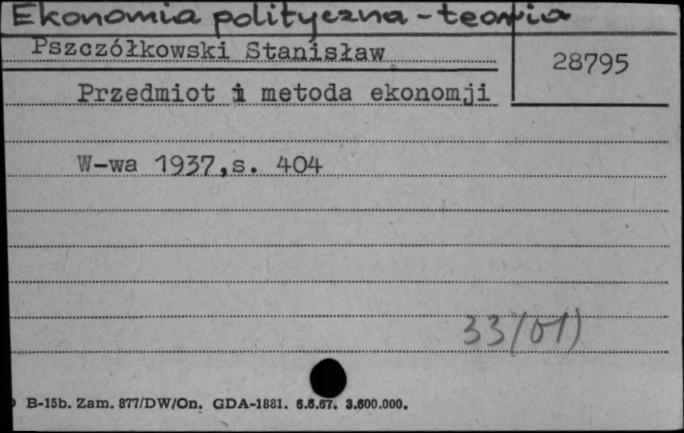 Ekonomia polityczna - teoria
Pszczółkowski Stanisław
28795
Przedmiot i metoda ekonomji
W-wa 1937,s. 404
33/01)
B-15b. Zam. 877/DW/On. GDA-1881. 6.6.67. 3.600.000.